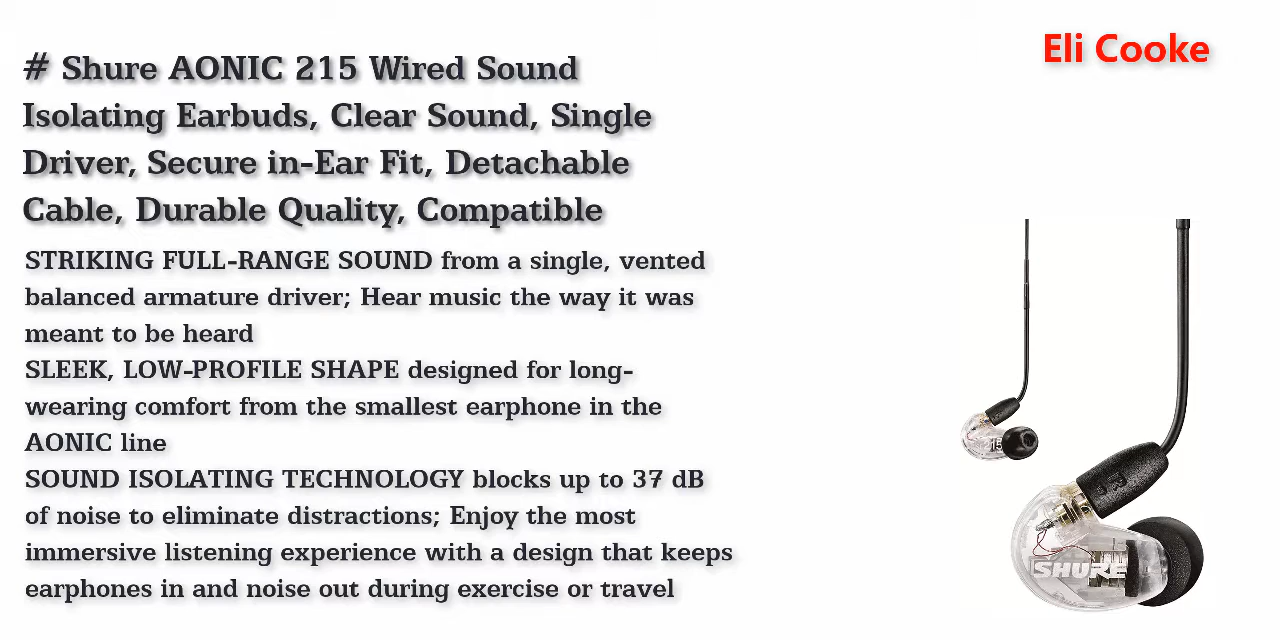 Eli Cooke
# Shure AONIC 215 Wired Sound
Isolating Earbuds, Clear Sound, Single
Driver, Secure in-Ear Fit, Detachable
Cable, Durable Quality, Compatible
STRIKING FULL-RANGE SOUND from a single, vented
balanced armature driver; Hear music the way it was
meant to be heard
SLEEK, LOW-PROFILE SHAPE designed for long-
wearing comfort from the smallest earphone in the
AONIC line
SOUND ISOLATING TECHNOLOGY blocks up to 37 dB
of noise to eliminate distractions; Enjoy the most
immersive listening experience with a design that keeps
earphones in and noise out during exercise or travel
15
SHURE